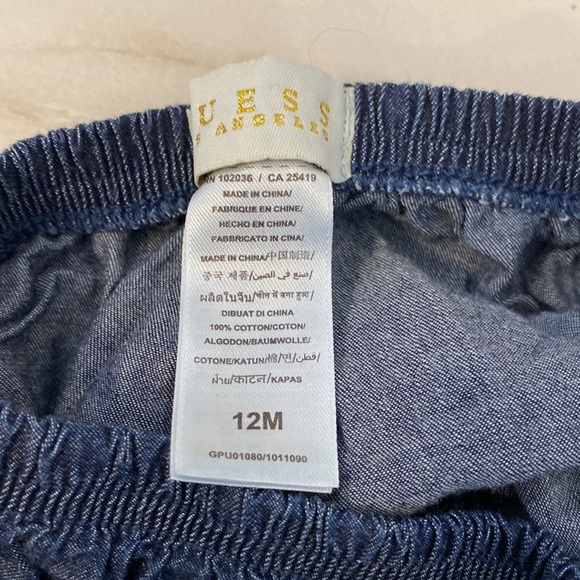 UESS
ANGELES
RN 102036 / CA 25419
MADE IN CHINA/
FABRIQUE EN CHINE/
HECHO EN CHINA/
FABBRICATO IN CINA/
MADE IN CHINA/中国制造/
중국 제품/صنع في الصين/
ผลิตในจีน/चीन में बना हुआ/
DIBUAT DI CHINA
100% COTTON/COTON/
ALGODON/BAUMWOLLE/
COTONE/KATUN/棉/면/قطن/
ฝ้าย/काटन/KAPAS
12M
GPU01080/1011090